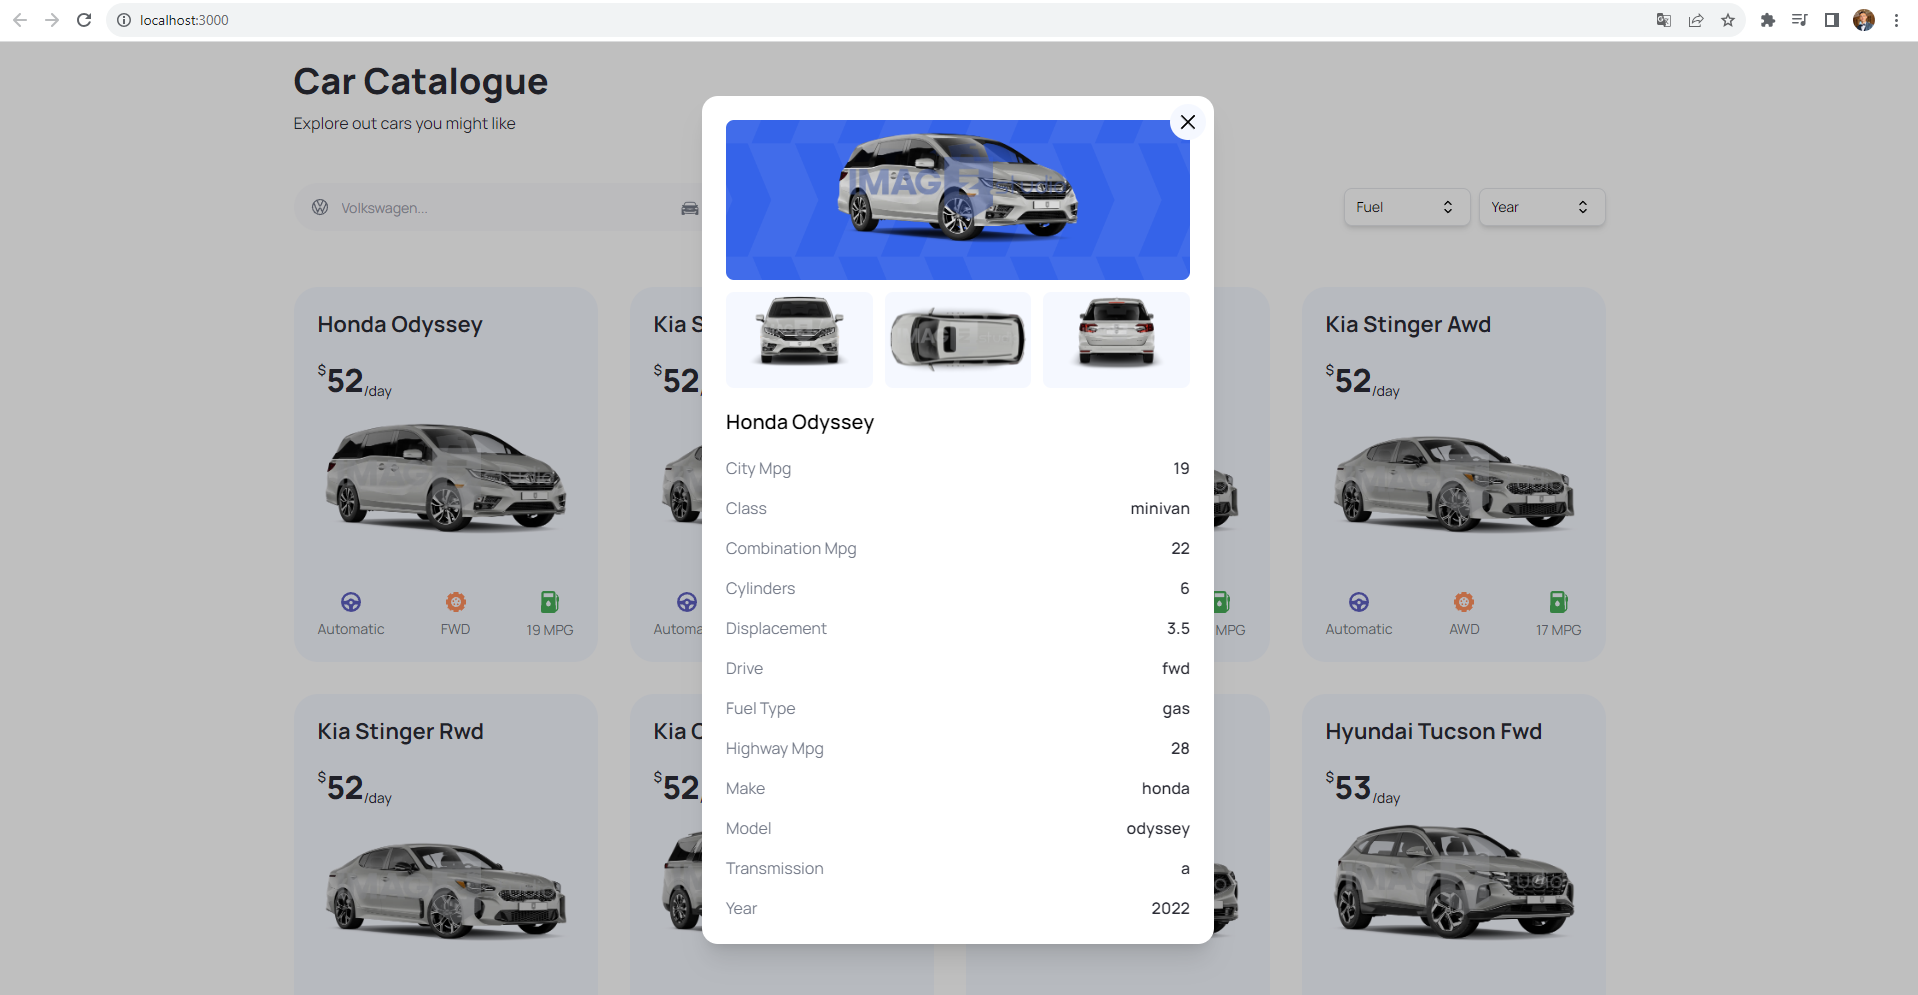 localhost:3000
Car Catalogue
Explore out cars you might like
Volkswagen...
Fuel
Year
Honda Odyssey
$52/day
Automatic
FWD
19 MPG
Kia S
$52
Automa
MPG
Kia Stinger Awd
$52/day
Automatic
AWD
17 MPG
Kia Stinger Rwd
$52/day
Kia
$52
Hyundai Tucson Fwd
$53/day
IMAG
Honda Odyssey
City Mpg 19
Class minivan
Combination Mpg 22
Cylinders 6
Displacement 3.5
Drive fwd
Fuel Type gas
Highway Mpg 28
Make honda
Model odyssey
Transmission a
Year 2022